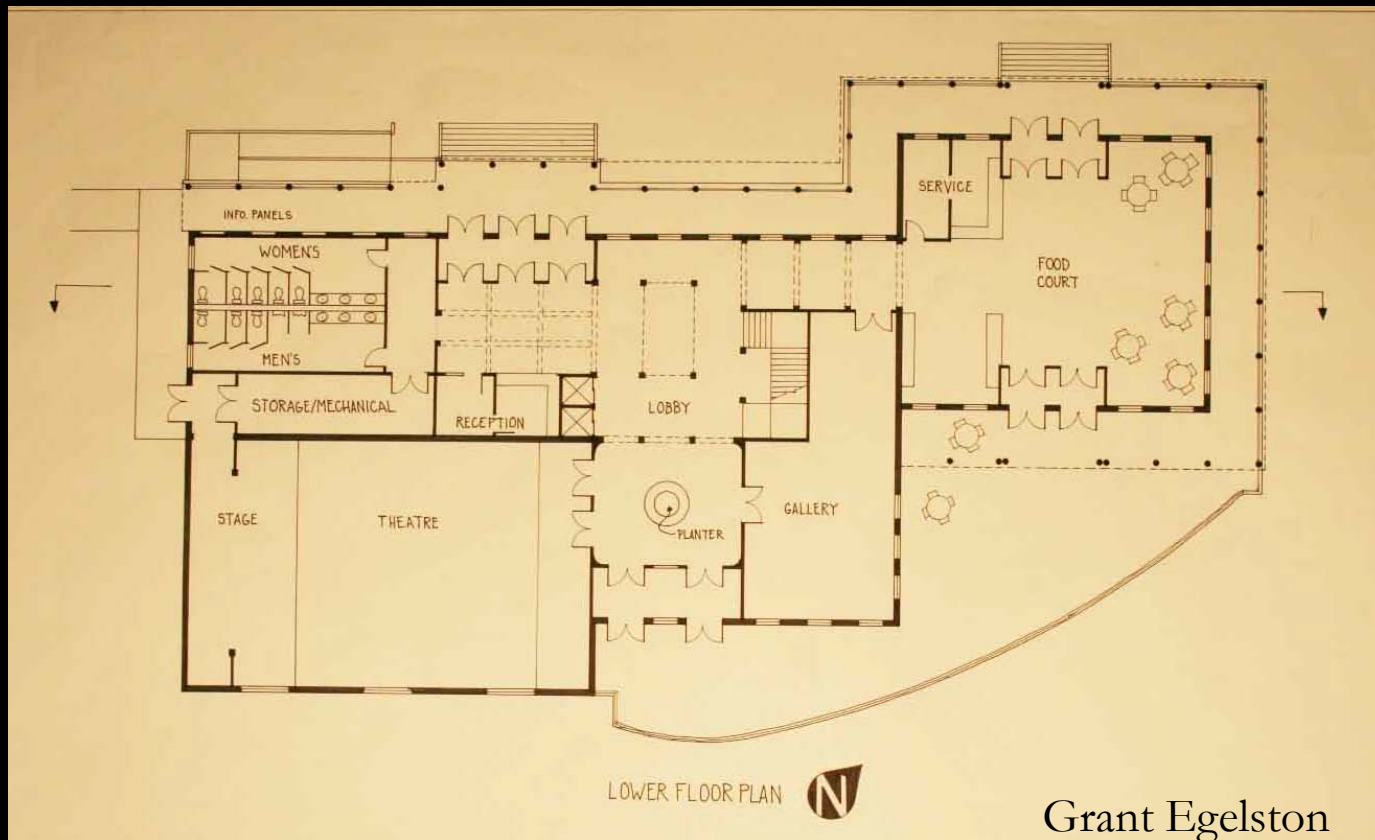 INFO. PANELS
WOMEN'S
MEN'S
STORAGE/MECHANICAL
RECEPTION
LOBBY
SERVICE
FOOD
COURT
STAGE
THEATRE
PLANTER
GALLERY
LOWER FLOOR PLAN
N
Grant Egelston